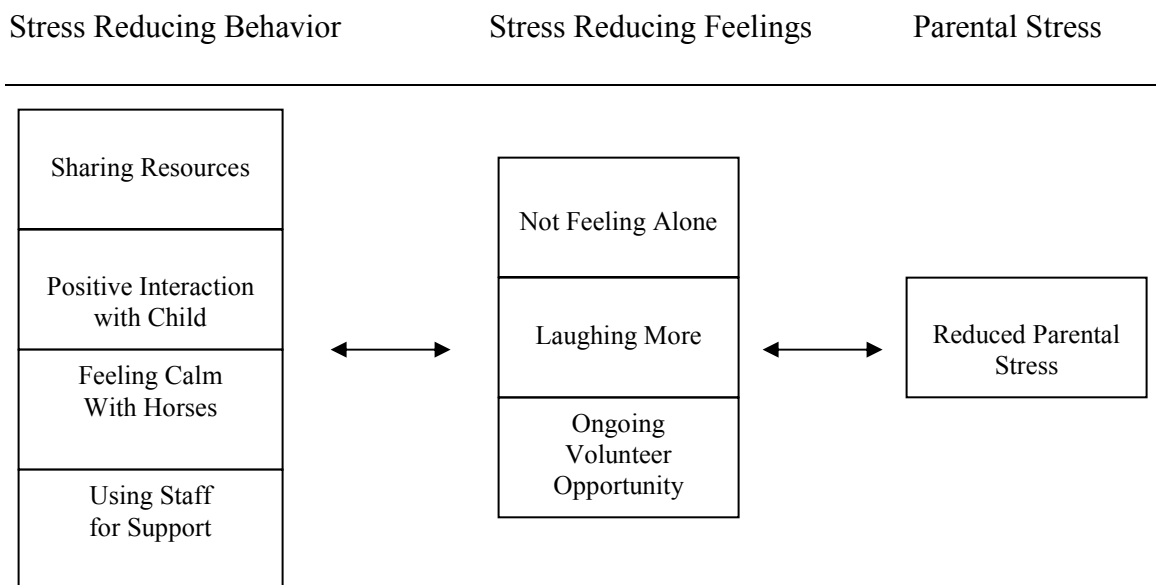 Stress Reducing Behavior
Stress Reducing Feelings
Parental Stress
Sharing Resources
Positive Interaction
with Child
Feeling Calm
With Horses
Using Staff
for Support
Not Feeling Alone
Laughing More
Ongoing
Volunteer
Opportunity
Reduced Parental
Stress